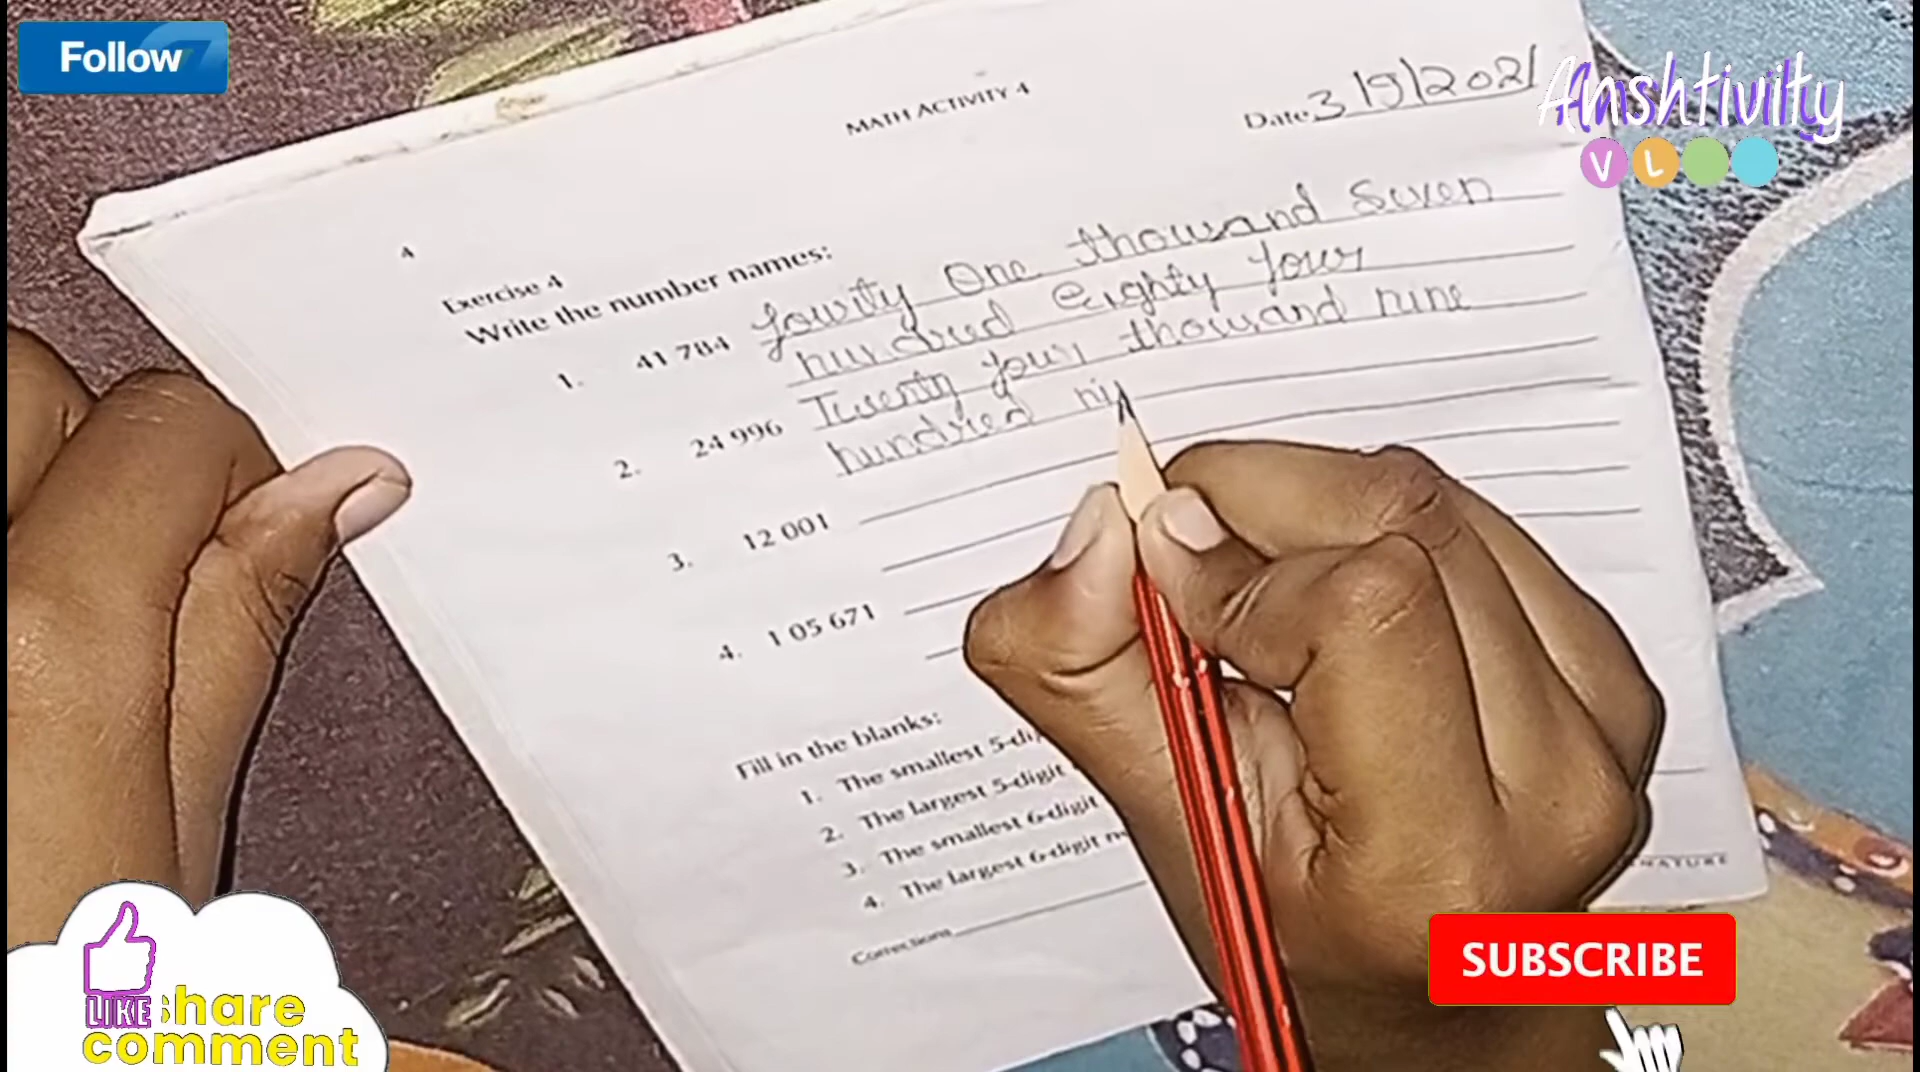 Follow
MATH ACTIVITY 4
Date 3/9/2021
Anshtivilty
V L
4
Exercise 4
Write the number names:
1. 41 784 fourty One thousand Seven
hundred eighty four
2. 24 996 Twenty four thousand nine
hundred ni
3. 12 001
4. 1 05 671
Fill in the blanks:
1. The smallest 5-di
2. The largest 5-digit
3. The smallest 6-digit
4. The largest 6-digit n
Corrections
NATURE
LIKE share
comment
SUBSCRIBE